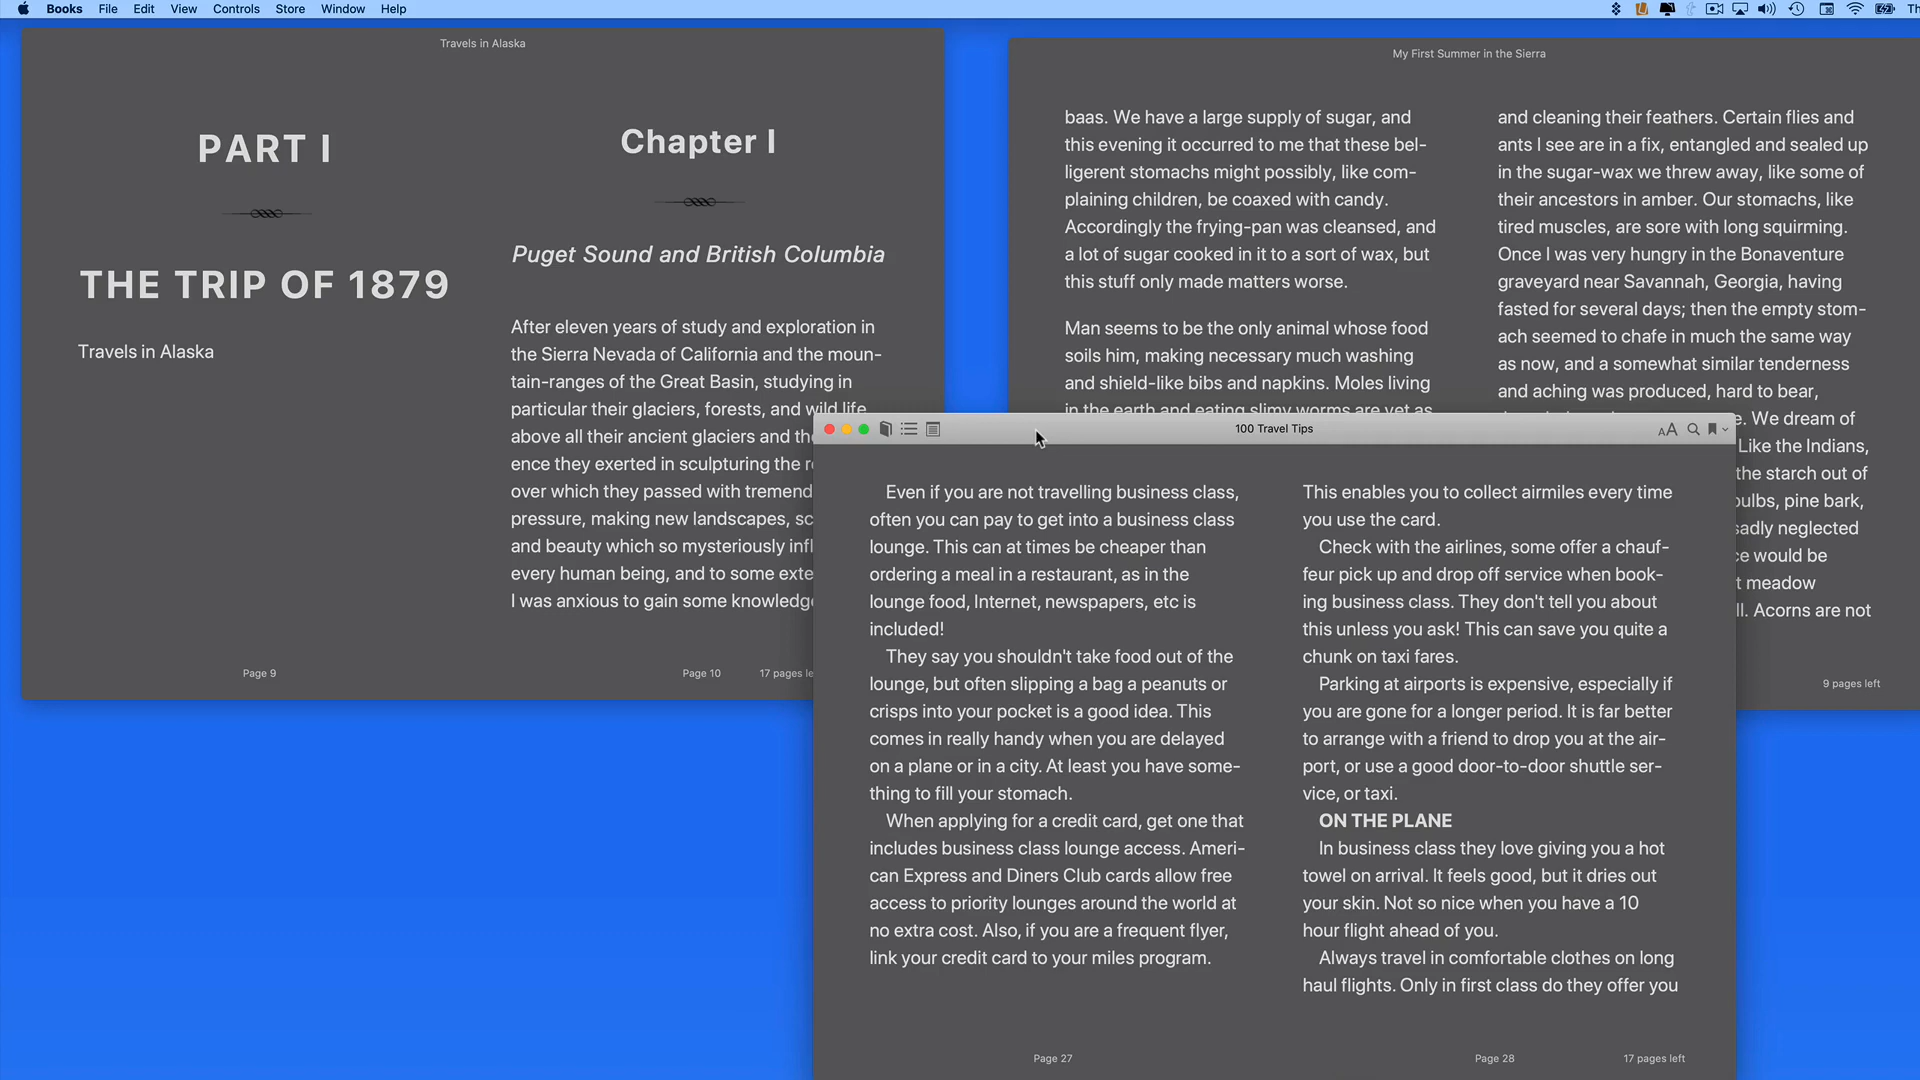 Books File Edit View Controls Store Window Help
Travels in Alaska
PART I
THE TRIP OF 1879
Travels in Alaska
Chapter I
Puget Sound and British Columbia
After eleven years of study and exploration in
the Sierra Nevada of California and the moun-
tain-ranges of the Great Basin, studying in
particular their glaciers, forests, and wild life,
above all their ancient glaciers and the
ence they exerted in sculpturing the
over which they passed with tremend
pressure, making new landscapes, sc
and beauty which so mysteriously infl
every human being, and to some exte
I was anxious to gain some knowledge
Page 9
Page 10
17 pages le
My First Summer in the Sierra
baas. We have a large supply of sugar, and
this evening it occurred to me that these bel-
ligerent stomachs might possibly, like com-
plaining children, be coaxed with candy.
Accordingly the frying-pan was cleansed, and
a lot of sugar cooked in it to a sort of wax, but
this stuff only made matters worse.
Man seems to be the only animal whose food
soils him, making necessary much washing
and shield-like bibs and napkins. Moles living
in the earth and eating slimy worms are yet as
and cleaning their feathers. Certain flies and
ants I see are in a fix, entangled and sealed up
in the sugar-wax we threw away, like some of
their ancestors in amber. Our stomachs, like
tired muscles, are sore with long squirming.
Once I was very hungry in the Bonaventure
graveyard near Savannah, Georgia, having
fasted for several days; then the empty stom-
ach seemed to chafe in much the same way
as now, and a somewhat similar tenderness
and aching was produced, hard to bear,
e. We dream of
Like the Indians,
the starch out of
bulbs, pine bark,
sadly neglected
ce would be
t meadow
ll. Acorns are not
9 pages left
100 Travel Tips
AA
Even if you are not travelling business class,
often you can pay to get into a business class
lounge. This can at times be cheaper than
ordering a meal in a restaurant, as in the
lounge food, Internet, newspapers, etc is
included!
They say you shouldn't take food out of the
lounge, but often slipping a bag a peanuts or
crisps into your pocket is a good idea. This
comes in really handy when you are delayed
on a plane or in a city. At least you have some-
thing to fill your stomach.
When applying for a credit card, get one that
includes business class lounge access. Ameri-
can Express and Diners Club cards allow free
access to priority lounges around the world at
no extra cost. Also, if you are a frequent flyer,
link your credit card to your miles program.
This enables you to collect airmiles every time
you use the card.
Check with the airlines, some offer a chauf-
feur pick up and drop off service when book-
ing business class. They don't tell you about
this unless you ask! This can save you quite a
chunk on taxi fares.
Parking at airports is expensive, especially if
you are gone for a longer period. It is far better
to arrange with a friend to drop you at the air-
port, or use a good door-to-door shuttle ser-
vice, or taxi.
ON THE PLANE
In business class they love giving you a hot
towel on arrival. It feels good, but it dries out
your skin. Not so nice when you have a 10
hour flight ahead of you.
Always travel in comfortable clothes on long
haul flights. Only in first class do they offer you
Page 27
Page 28
17 pages left